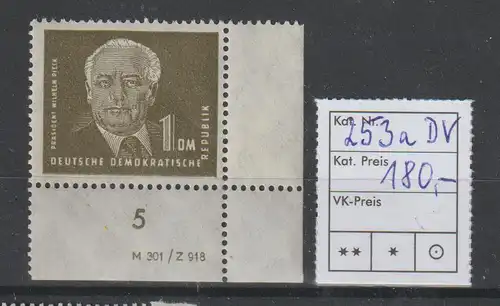 PRÄSIDENT WILHELM PIECK
1 DM
DEUTSCHE DEMOKRATISCHE
REPUBLIK
5
M 301 / Z 918
Kat. Nr.
253a DV
Kat. Preis
180,-
VK-Preis
** * ⊙